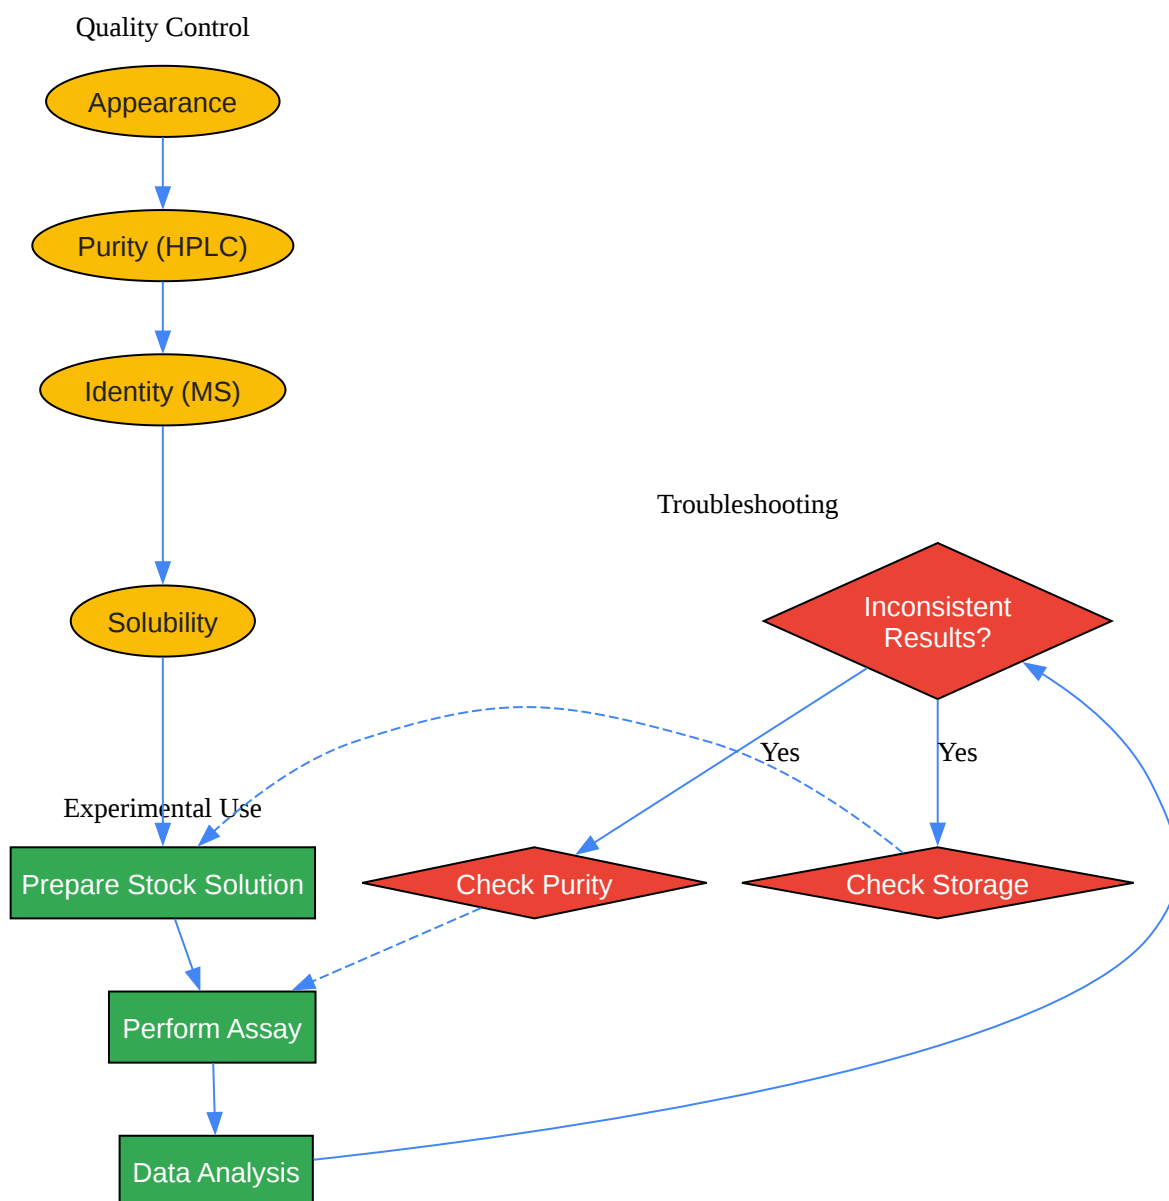 Quality Control
Appearance
Purity (HPLC)
Identity (MS)
Troubleshooting
Inconsistent
Results?
Solubility
Yes
Yes
Experimental Use
Prepare Stock Solution
Check Purity
Check Storage
Perform Assay
Data Analysis